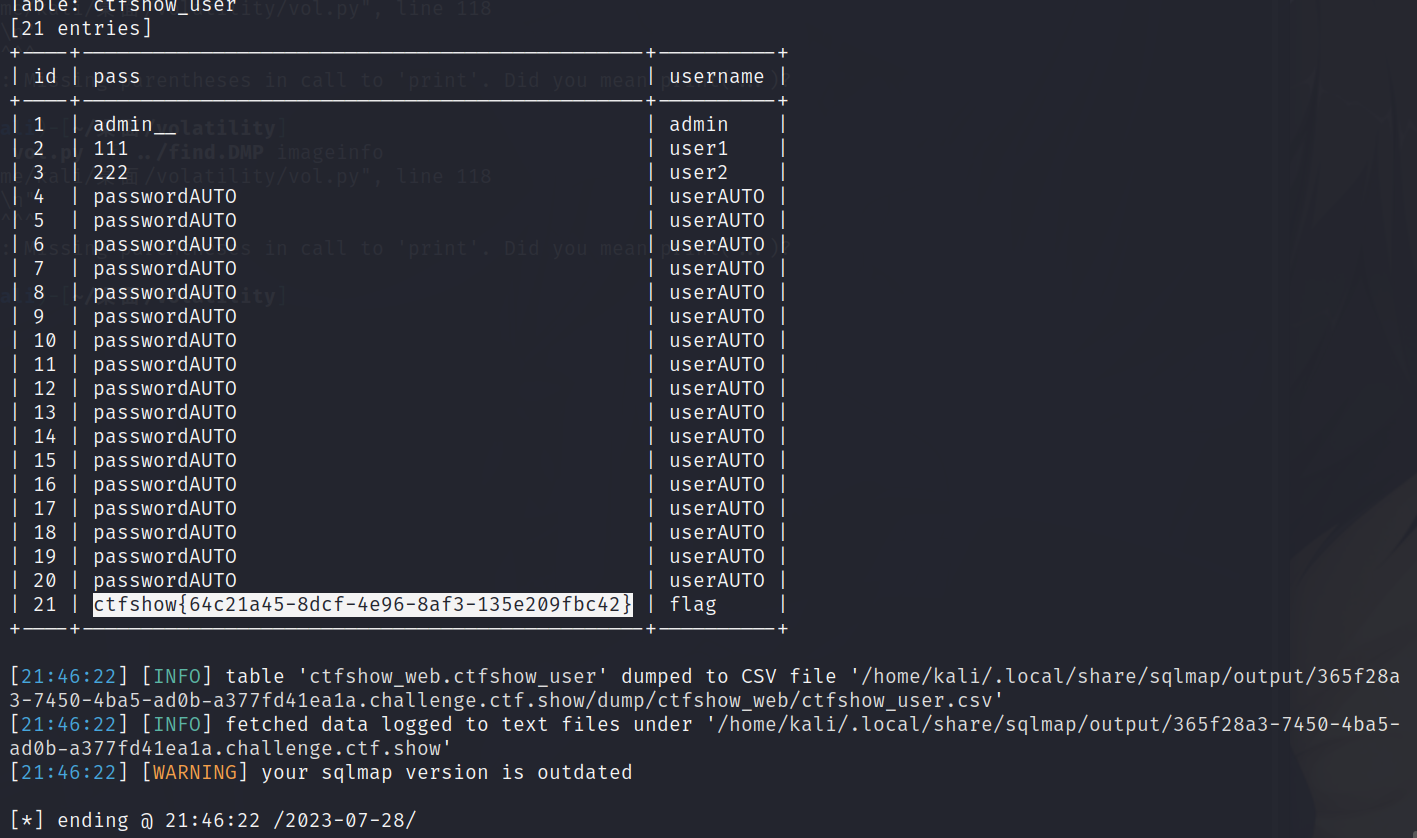 Table: ctfshow_user
[21 entries]
| id | pass | username |
| 1 | admin__ | admin |
| 2 | 111 | user1 |
| 3 | 222 | user2 |
| 4 | passwordAUTO | userAUTO |
| 5 | passwordAUTO | userAUTO |
| 6 | passwordAUTO | userAUTO |
| 7 | passwordAUTO | userAUTO |
| 8 | passwordAUTO | userAUTO |
| 9 | passwordAUTO | userAUTO |
| 10 | passwordAUTO | userAUTO |
| 11 | passwordAUTO | userAUTO |
| 12 | passwordAUTO | userAUTO |
| 13 | passwordAUTO | userAUTO |
| 14 | passwordAUTO | userAUTO |
| 15 | passwordAUTO | userAUTO |
| 16 | passwordAUTO | userAUTO |
| 17 | passwordAUTO | userAUTO |
| 18 | passwordAUTO | userAUTO |
| 19 | passwordAUTO | userAUTO |
| 20 | passwordAUTO | userAUTO |
| 21 | ctfshow{64c21a45-8dcf-4e96-8af3-135e209fbc42} | flag |
[21:46:22] [INFO] table 'ctfshow_web.ctfshow_user' dumped to CSV file '/home/kali/.local/share/sqlmap/output/365f28a
3-7450-4ba5-ad0b-a377fd41ea1a.challenge.ctf.show/dump/ctfshow_web/ctfshow_user.csv'
[21:46:22] [INFO] fetched data logged to text files under '/home/kali/.local/share/sqlmap/output/365f28a3-7450-4ba5-
ad0b-a377fd41ea1a.challenge.ctf.show'
[21:46:22] [WARNING] your sqlmap version is outdated
[*] ending @ 21:46:22 /2023-07-28/